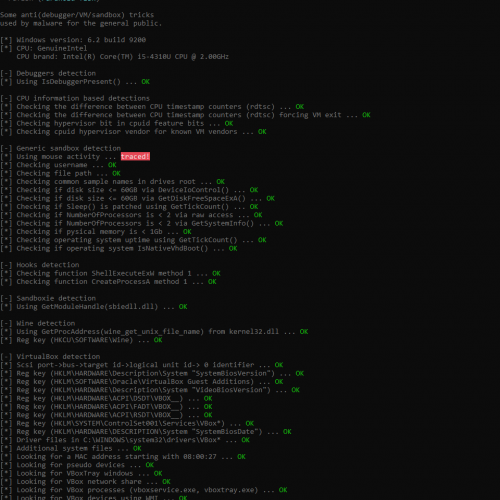 Some anti(debugger/VM/sandbox) tricks
used by malware for the general public.
[*] Windows version: 6.2 build 9200
[*] CPU: GenuineIntel
CPU brand: Intel(R) Core(TM) i5-4310U CPU @ 2.00GHz
[-] Debuggers detection
[*] Using IsDebuggerPresent() ... OK
[-] CPU information based detections
[*] Checking the difference between CPU timestamp counters (rdtsc) ... OK
[*] Checking the difference between CPU timestamp counters (rdtsc) forcing VM exit ... OK
[*] Checking hypervisor bit in cpuid feature bits ... OK
[*] Checking cpuid hypervisor vendor for known VM vendors ... OK
[-] Generic sandbox detection
[*] Using mouse activity ... traced!
[*] Checking username ... OK
[*] Checking file path ... OK
[*] Checking common sample names in drives root ... OK
[*] Checking if disk size <= 60GB via DeviceIoControl() ... OK
[*] Checking if disk size <= 60GB via GetDiskFreeSpaceExA() ... OK
[*] Checking if Sleep() is patched using GetTickCount() ... OK
[*] Checking if NumberOfProcessors is < 2 via raw access ... OK
[*] Checking if NumberOfProcessors is < 2 via GetSystemInfo() ... OK
[*] Checking if pysical memory is < 1Gb ... OK
[*] Checking operating system uptime using GetTickCount() ... OK
[*] Checking if operating system IsNativeVhdBoot() ... OK
[-] Hooks detection
[*] Checking function ShellExecuteExW method 1 ... OK
[*] Checking function CreateProcessA method 1 ... OK
[-] Sandboxie detection
[*] Using GetModuleHandle(sbiedll.dll) ... OK
[-] Wine detection
[*] Using GetProcAddress(wine_get_unix_file_name) from kernel32.dll ... OK
[*] Reg key (HKCU\SOFTWARE\Wine) ... OK
[-] VirtualBox detection
[*] Scsi port->bus->target id->logical unit id-> 0 identifier ... OK
[*] Reg key (HKLM\HARDWARE\Description\System "SystemBiosVersion") ... OK
[*] Reg key (HKLM\SOFTWARE\Oracle\VirtualBox Guest Additions) ... OK
[*] Reg key (HKLM\HARDWARE\Description\System "VideoBiosVersion") ... OK
[*] Reg key (HKLM\HARDWARE\ACPI\DSDT\VBOX__) ... OK
[*] Reg key (HKLM\HARDWARE\ACPI\FADT\VBOX__) ... OK
[*] Reg key (HKLM\HARDWARE\ACPI\RSDT\VBOX__) ... OK
[*] Reg key (HKLM\SYSTEM\ControlSet001\Services\VBox*) ... OK
[*] Reg key (HKLM\HARDWARE\DESCRIPTION\System "SystemBiosDate") ... OK
[*] Driver files in C:\WINDOWS\system32\drivers\VBox* ... OK
[*] Additional system files ... OK
[*] Looking for a MAC address starting with 08:00:27 ... OK
[*] Looking for pseudo devices ... OK
[*] Looking for VBoxTray windows ... OK
[*] Looking for VBox network share ... OK
[*] Looking for VBox processes (vboxservice.exe, vboxtray.exe) ... OK
[*] Looking for VBox devices using WMI ... OK